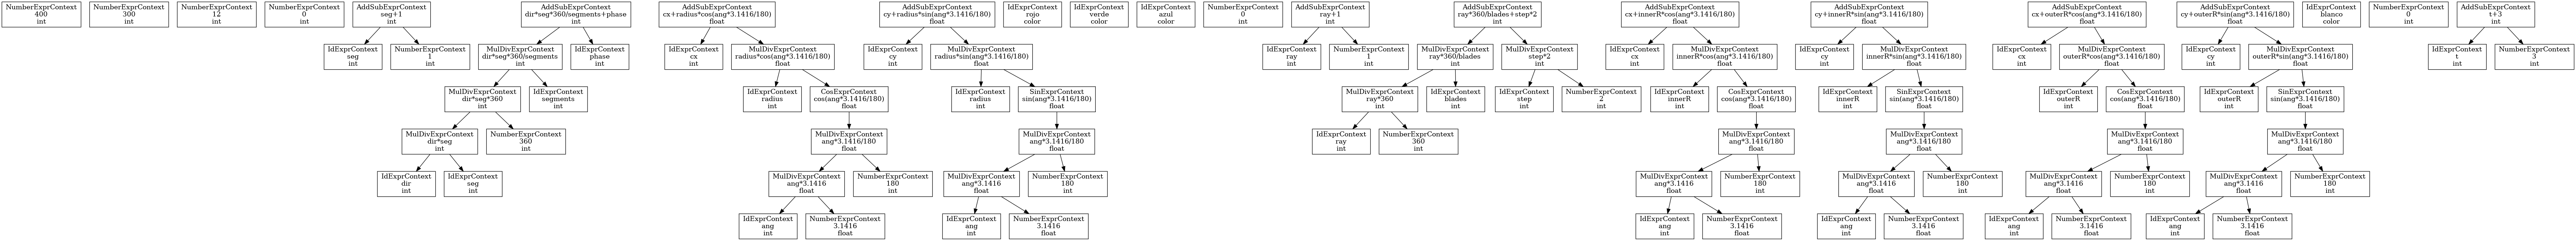 NumberExprContext
400
int
NumberExprContext
300
int
NumberExprContext
12
int
NumberExprContext
0
int
AddSubExprContext
seg+1
int
AddSubExprContext
dir*seg*360/segments+phase
int
AddSubExprContext
cx+radius*cos(ang*3.1416/180)
float
AddSubExprContext
cy+radius*sin(ang*3.1416/180)
float
IdExprContext
rojo
color
IdExprContext
verde
color
IdExprContext
azul
color
NumberExprContext
0
int
AddSubExprContext
ray+1
int
AddSubExprContext
ray*360/blades+step*2
int
AddSubExprContext
cx+innerR*cos(ang*3.1416/180)
float
AddSubExprContext
cy+innerR*sin(ang*3.1416/180)
float
AddSubExprContext
cx+outerR*cos(ang*3.1416/180)
float
AddSubExprContext
cy+outerR*sin(ang*3.1416/180)
float
IdExprContext
blanco
color
NumberExprContext
0
int
AddSubExprContext
t+3
int
IdExprContext
seg
int
NumberExprContext
1
int
MulDivExprContext
dir*seg*360/segments
int
IdExprContext
phase
int
IdExprContext
cx
int
MulDivExprContext
radius*cos(ang*3.1416/180)
float
IdExprContext
cy
int
MulDivExprContext
radius*sin(ang*3.1416/180)
float
IdExprContext
ray
int
NumberExprContext
1
int
MulDivExprContext
ray*360/blades
int
MulDivExprContext
step*2
int
IdExprContext
cx
int
MulDivExprContext
innerR*cos(ang*3.1416/180)
float
IdExprContext
cy
int
MulDivExprContext
innerR*sin(ang*3.1416/180)
float
IdExprContext
cx
int
MulDivExprContext
outerR*cos(ang*3.1416/180)
float
IdExprContext
cy
int
MulDivExprContext
outerR*sin(ang*3.1416/180)
float
IdExprContext
t
int
NumberExprContext
3
int
MulDivExprContext
dir*seg*360
int
IdExprContext
segments
int
IdExprContext
radius
int
CosExprContext
cos(ang*3.1416/180)
float
IdExprContext
radius
int
SinExprContext
sin(ang*3.1416/180)
float
MulDivExprContext
ray*360
int
IdExprContext
blades
int
IdExprContext
step
int
NumberExprContext
2
int
IdExprContext
innerR
int
CosExprContext
cos(ang*3.1416/180)
float
IdExprContext
innerR
int
SinExprContext
sin(ang*3.1416/180)
float
IdExprContext
outerR
int
CosExprContext
cos(ang*3.1416/180)
float
IdExprContext
outerR
int
SinExprContext
sin(ang*3.1416/180)
float
MulDivExprContext
dir*seg
int
NumberExprContext
360
int
MulDivExprContext
ang*3.1416/180
float
MulDivExprContext
ang*3.1416/180
float
IdExprContext
ray
int
NumberExprContext
360
int
MulDivExprContext
ang*3.1416/180
float
MulDivExprContext
ang*3.1416/180
float
MulDivExprContext
ang*3.1416/180
float
MulDivExprContext
ang*3.1416/180
float
IdExprContext
dir
int
IdExprContext
seg
int
MulDivExprContext
ang*3.1416
float
NumberExprContext
180
int
MulDivExprContext
ang*3.1416
float
NumberExprContext
180
int
MulDivExprContext
ang*3.1416
float
NumberExprContext
180
int
MulDivExprContext
ang*3.1416
float
NumberExprContext
180
int
MulDivExprContext
ang*3.1416
float
NumberExprContext
180
int
MulDivExprContext
ang*3.1416
float
NumberExprContext
180
int
IdExprContext
ang
int
NumberExprContext
3.1416
float
IdExprContext
ang
int
NumberExprContext
3.1416
float
IdExprContext
ang
int
NumberExprContext
3.1416
float
IdExprContext
ang
int
NumberExprContext
3.1416
float
IdExprContext
ang
int
NumberExprContext
3.1416
float
IdExprContext
ang
int
NumberExprContext
3.1416
float